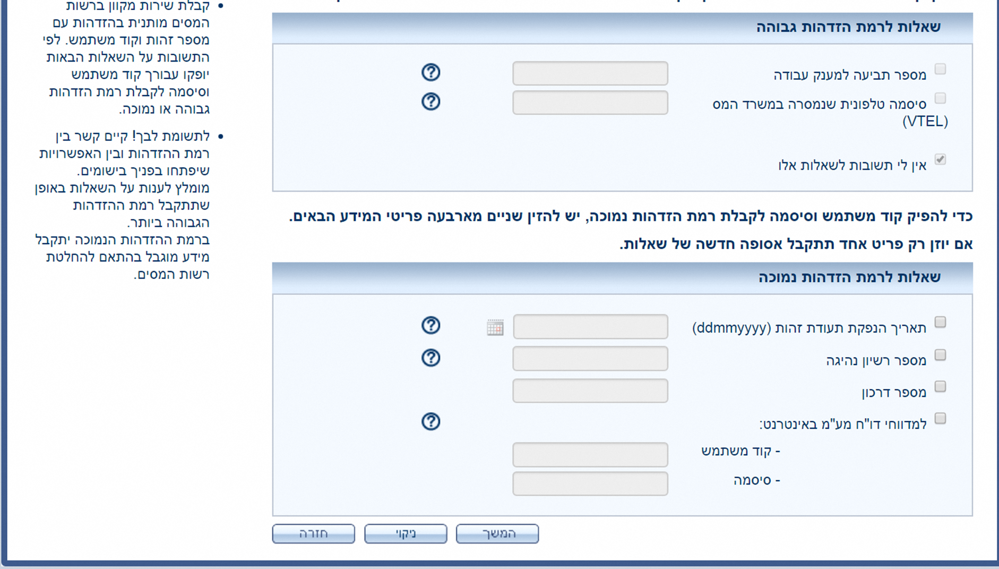 שאלות לרמת הזדהות גבוהה
מספר תביעה למענק עבודה
סיסמה טלפונית שנמסרה במשרד המס
(VTEL)
אין לי תשובות לשאלות אלו
כדי להפיק קוד משתמש וסיסמה לקבלת רמת הזדהות נמוכה, יש להזין שניים מארבעה פריטי המידע הבאים.
אם יוזן רק פריט אחד תתקבל אסופה חדשה של שאלות.
שאלות לרמת הזדהות נמוכה
תאריך הנפקת תעודת זהות (ddmmyyyy)
מספר רשיון נהיגה
מספר דרכון
למדווחי דו"ח מע"מ באינטרנט:
- קוד משתמש
- סיסמה
המשך
ניקוי
חזרה
• קבלת שירות מקוון ברשות
המסים מותנית בהזדהות עם
מספר זהות וקוד משתמש. לפי
התשובות על השאלות הבאות
יופקו עבורך קוד משתמש
וסיסמה לקבלת רמת הזדהות
גבוהה או נמוכה.
• לתשומת לבך! קיים קשר בין
רמת ההזדהות ובין האפשרויות
שיפתחו בפניך בישומים.
מומלץ לענות על השאלות באופן
שתתקבל רמת ההזדהות
הגבוהה ביותר.
ברמת ההזדהות הנמוכה יתקבל
מידע מוגבל בהתאם להחלטת
רשות המסים.